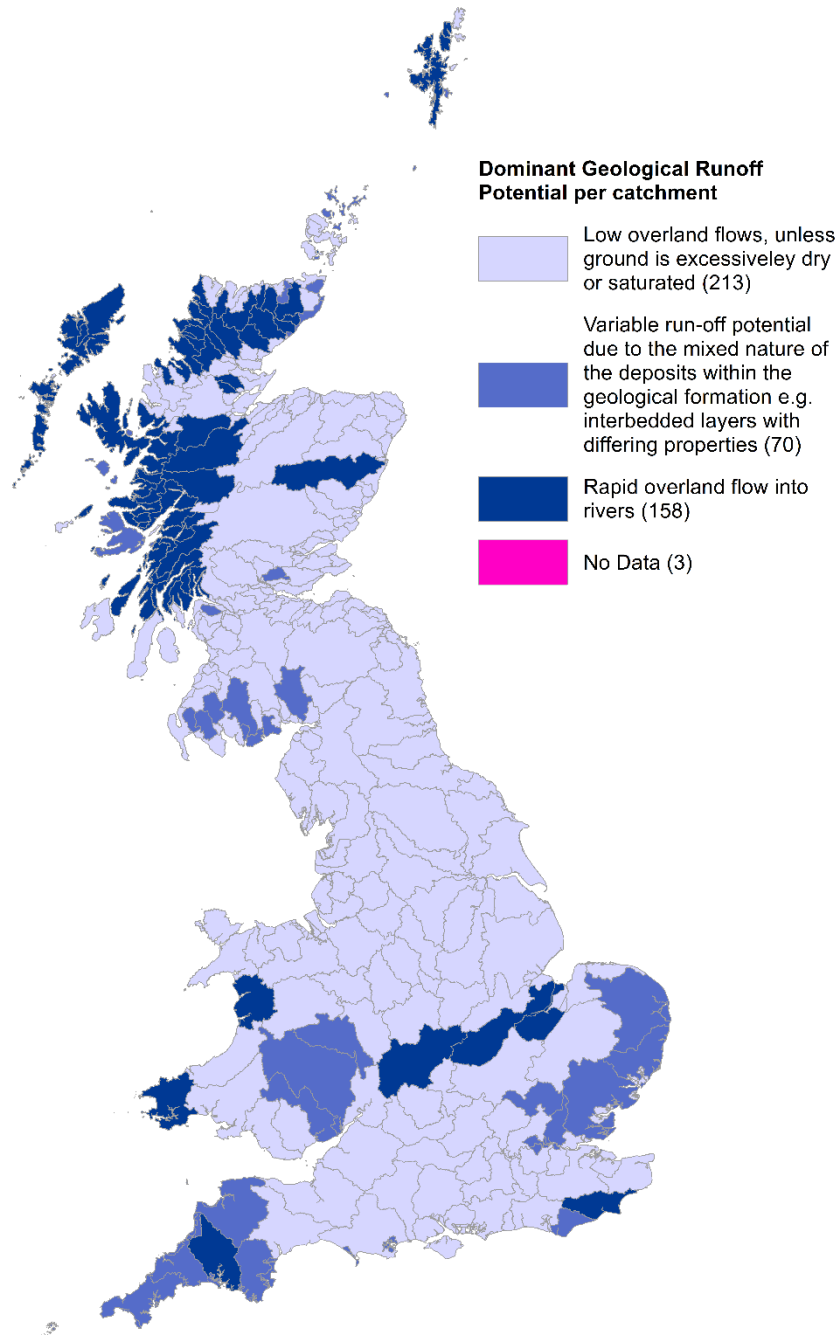 Dominant Geological Runoff
Potential per catchment
Low overland flows, unless
ground is excessiveley dry
or saturated (213)
Variable run-off potential
due to the mixed nature of
the deposits within the
geological formation e.g.
interbedded layers with
differing properties (70)
Rapid overland flow into
rivers (158)
No Data (3)